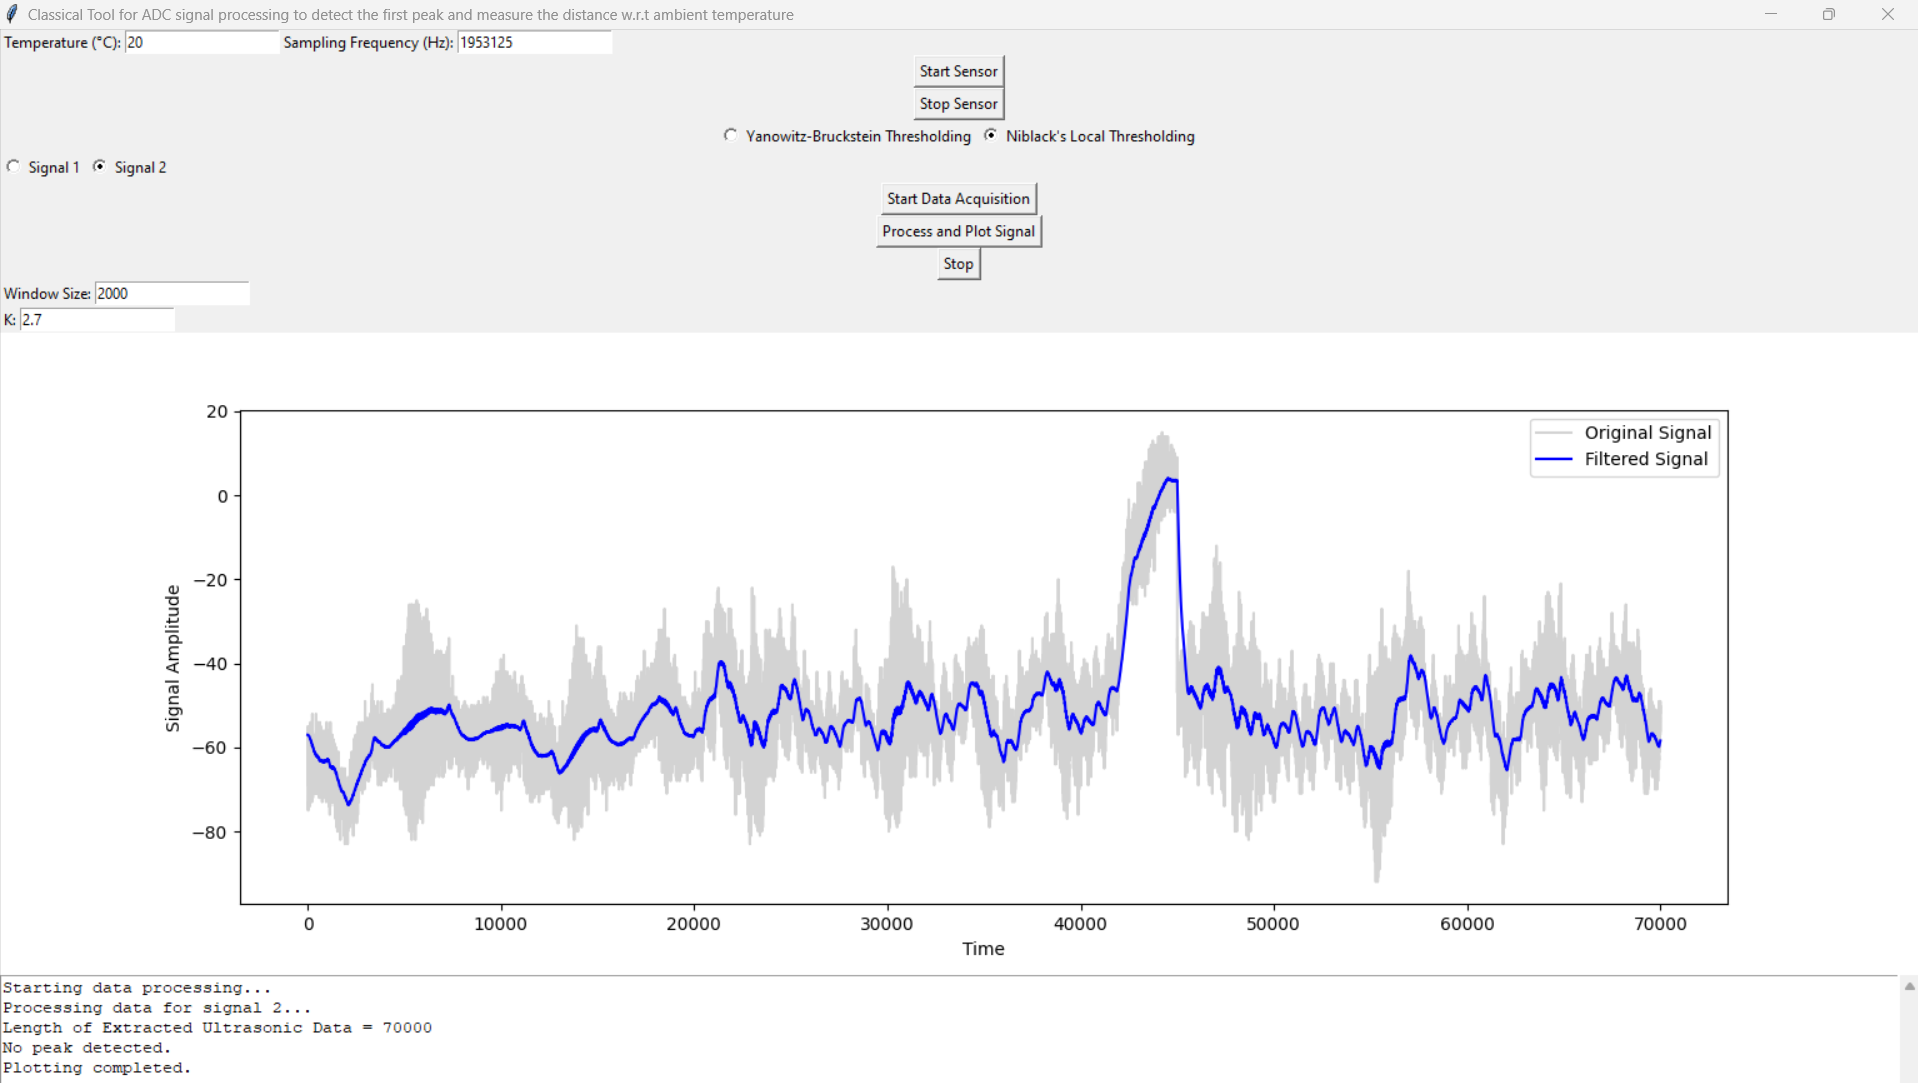 Classical Tool for ADC signal processing to detect the first peak and measure the distance w.r.t ambient temperature
Temperature (°C): 20 Sampling Frequency (Hz): 1953125
Start Sensor
Stop Sensor
Yanowitz-Bruckstein Thresholding Niblack's Local Thresholding
Signal 1 Signal 2
Start Data Acquisition
Process and Plot Signal
Stop
Window Size: 2000
K: 2.7
20
0
−20
−40
−60
−80
Signal Amplitude
Original Signal
Filtered Signal
0 10000 20000 30000 40000 50000 60000 70000
Time
Starting data processing...
Processing data for signal 2...
Length of Extracted Ultrasonic Data = 70000
No peak detected.
Plotting completed.